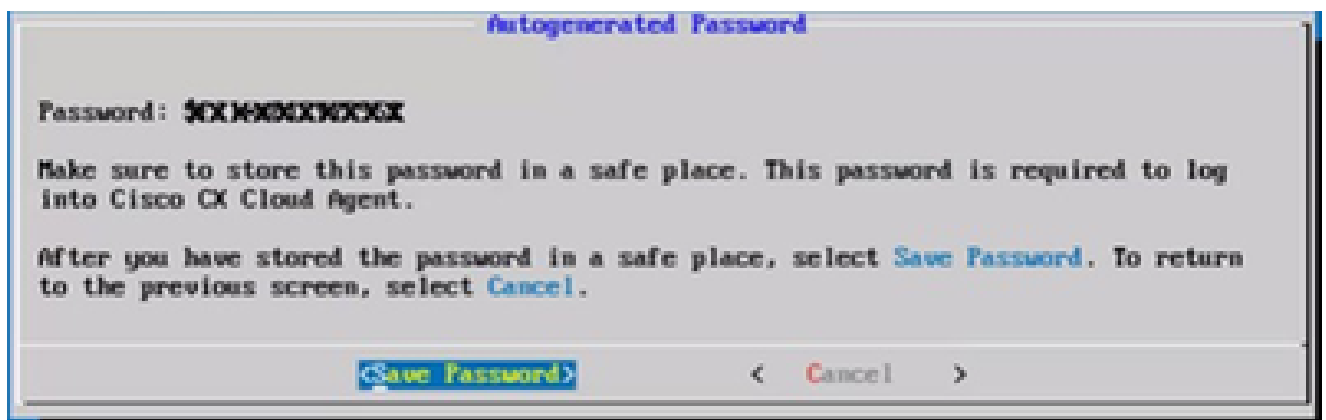 Autogenerated Password
Password:
Make sure to store this password in a safe place. This password is required to log
into Cisco CX Cloud Agent.
After you have stored the password in a safe place, select Save Password. To return
to the previous screen, select Cancel.
<Save Password> < Cancel >